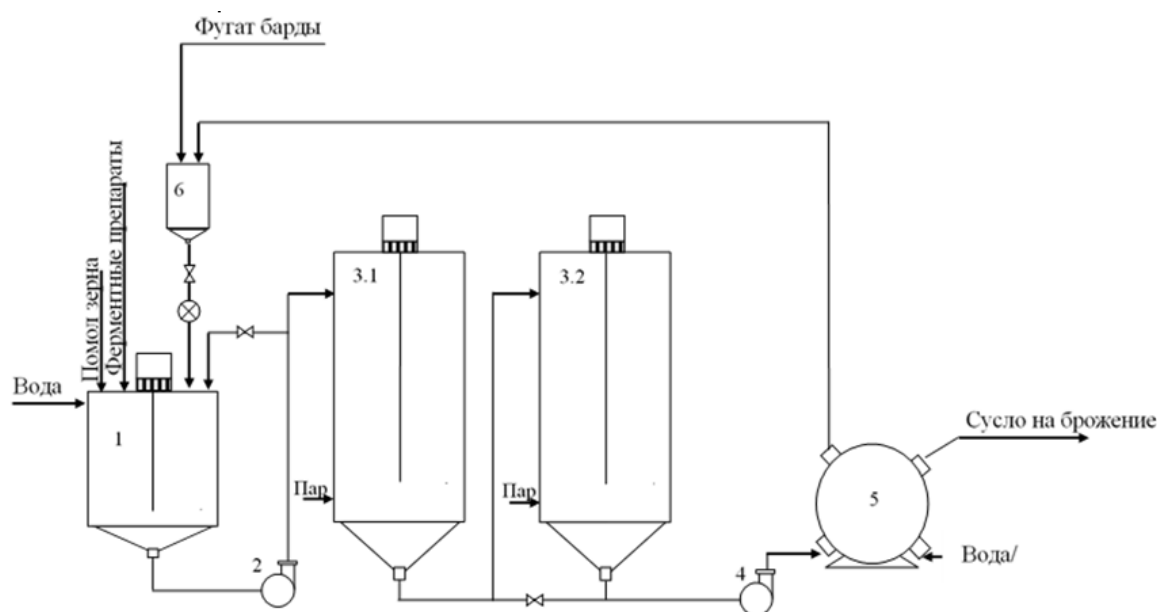 Фугат барды
Помол зерна
Ферментные препараты
6
3.1
3.2
Вода
1
Сусло на брожение
Пар
Пар
5
2
4
Вода/